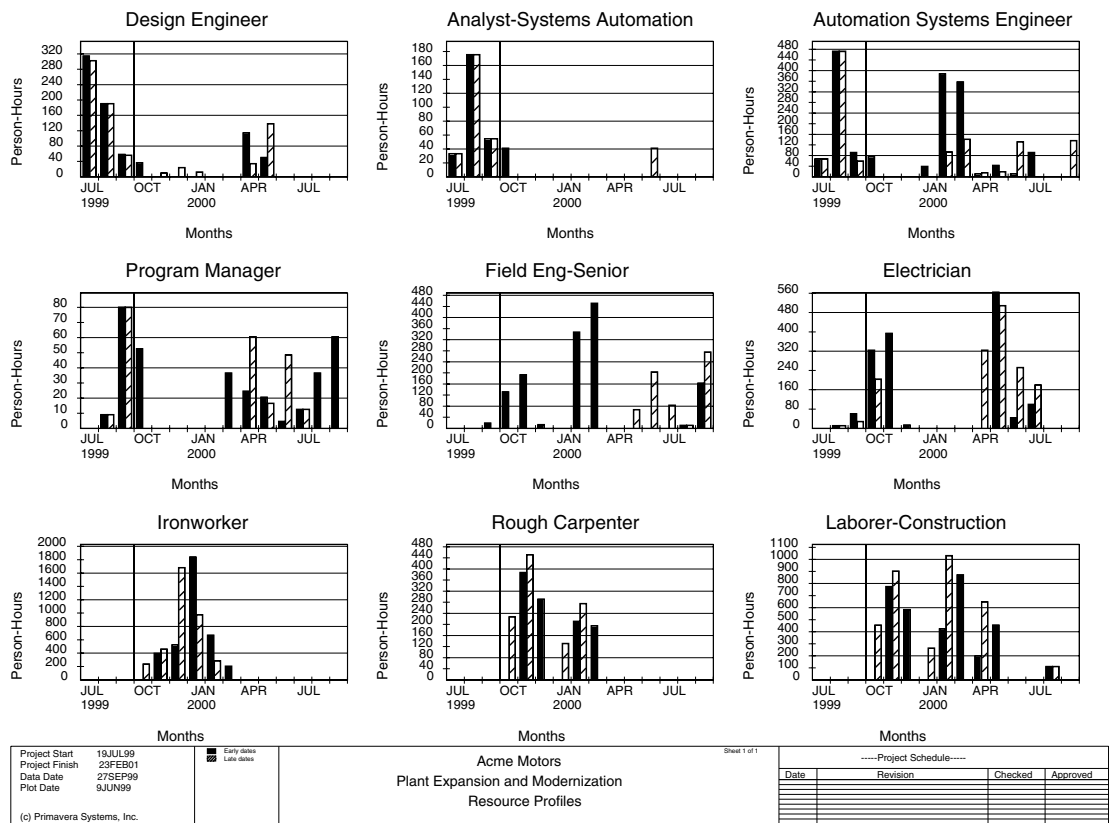 Design Engineer
Analyst-Systems Automation
Automation Systems Engineer
Person-Hours
320
240
160
80
40
JUL
OCT
JAN
APR
JUL
1999
2000
Months
Person-Hours
180
160
140
120
100
80
60
40
20
0
JUL
OCT
JAN
APR
JUL
1999
2000
Months
Person-Hours
480
400
360
320
280
240
200
160
120
80
40
0
JUL
OCT
JAN
APR
JUL
1999
2000
Months
Program Manager
Field Eng-Senior
Electrician
Person-Hours
80
70
60
50
40
30
20
10
0
JUL
OCT
JAN
APR
JUL
1999
2000
Months
Person-Hours
480
440
400
360
320
280
240
200
160
120
80
40
0
JUL
OCT
JAN
APR
JUL
1999
2000
Months
Person-Hours
560
480
400
320
240
160
80
0
JUL
OCT
JAN
APR
JUL
1999
2000
Months
Ironworker
Rough Carpenter
Laborer-Construction
Person-Hours
2000
1800
1600
1400
1200
1000
800
600
400
200
0
JUL
OCT
JAN
APR
JUL
1999
2000
Months
Person-Hours
480
440
400
360
320
280
240
200
160
120
80
40
0
JUL
OCT
JAN
APR
JUL
1999
2000
Months
Person-Hours
1100
1000
900
800
700
600
500
400
300
200
100
0
JUL
OCT
JAN
APR
JUL
1999
2000
Months
Project Start 19JUL99
Project Finish 23FEB01
Data Date 27SEP99
Plot Date 9JUN99
(c) Primavera Systems, Inc.
Early dates
Late dates
Sheet 1 of 1
Acme Motors
Plant Expansion and Modernization
Resource Profiles
-----Project Schedule-----
Date Revision Checked Approved